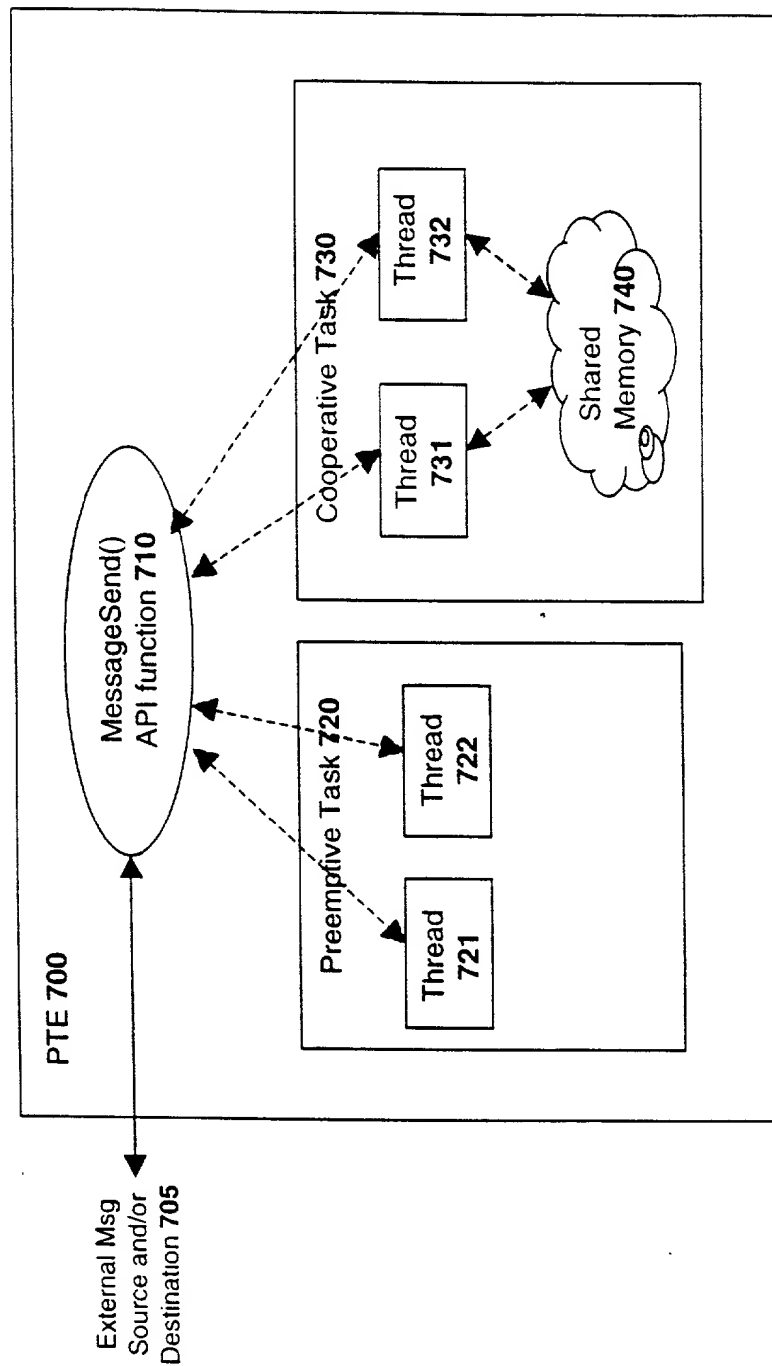 PTE 700
External Msg
Source and/or
Destination 705
MessageSend()
API function 710
Preemptive Task 720
Thread
721
Thread
722
Cooperative Task 730
Thread
731
Thread
732
Shared
Memory 740